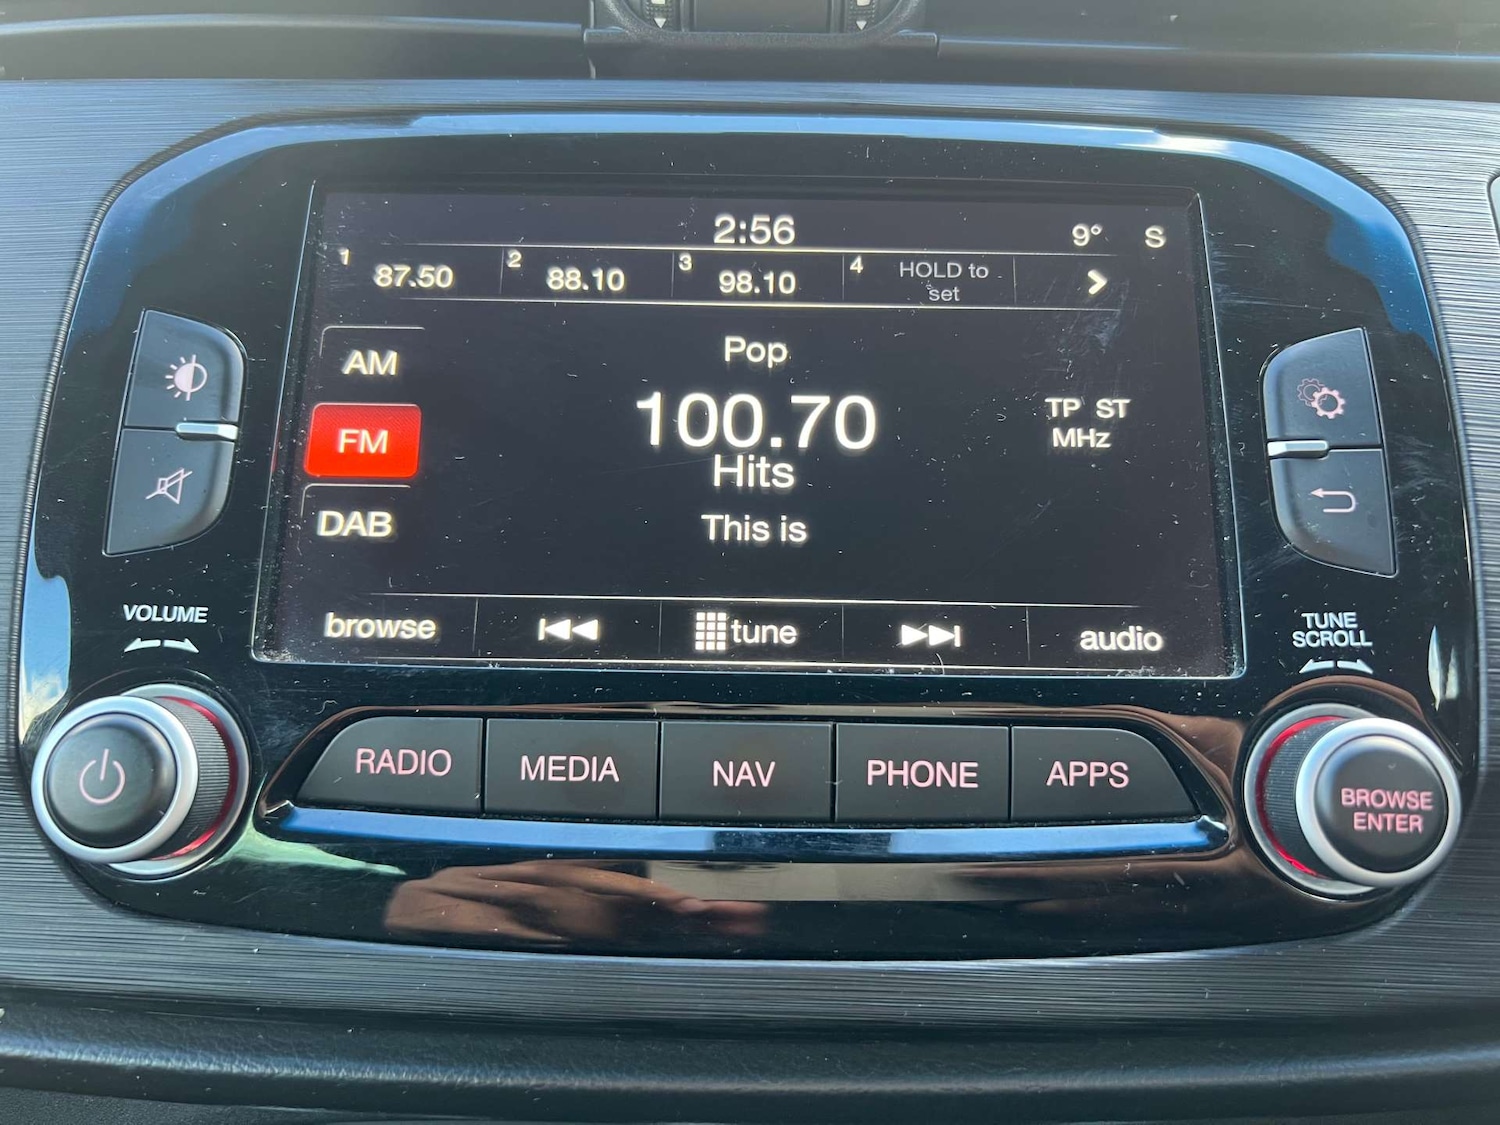 2:56
9° S
1 87.50 2 88.10 3 98.10 4 HOLD to set
AM
FM
DAB
Pop
100.70
Hits
This is
TP ST
MHz
browse tune audio
VOLUME
TUNE
SCROLL
RADIO MEDIA NAV PHONE APPS
BROWSE
ENTER